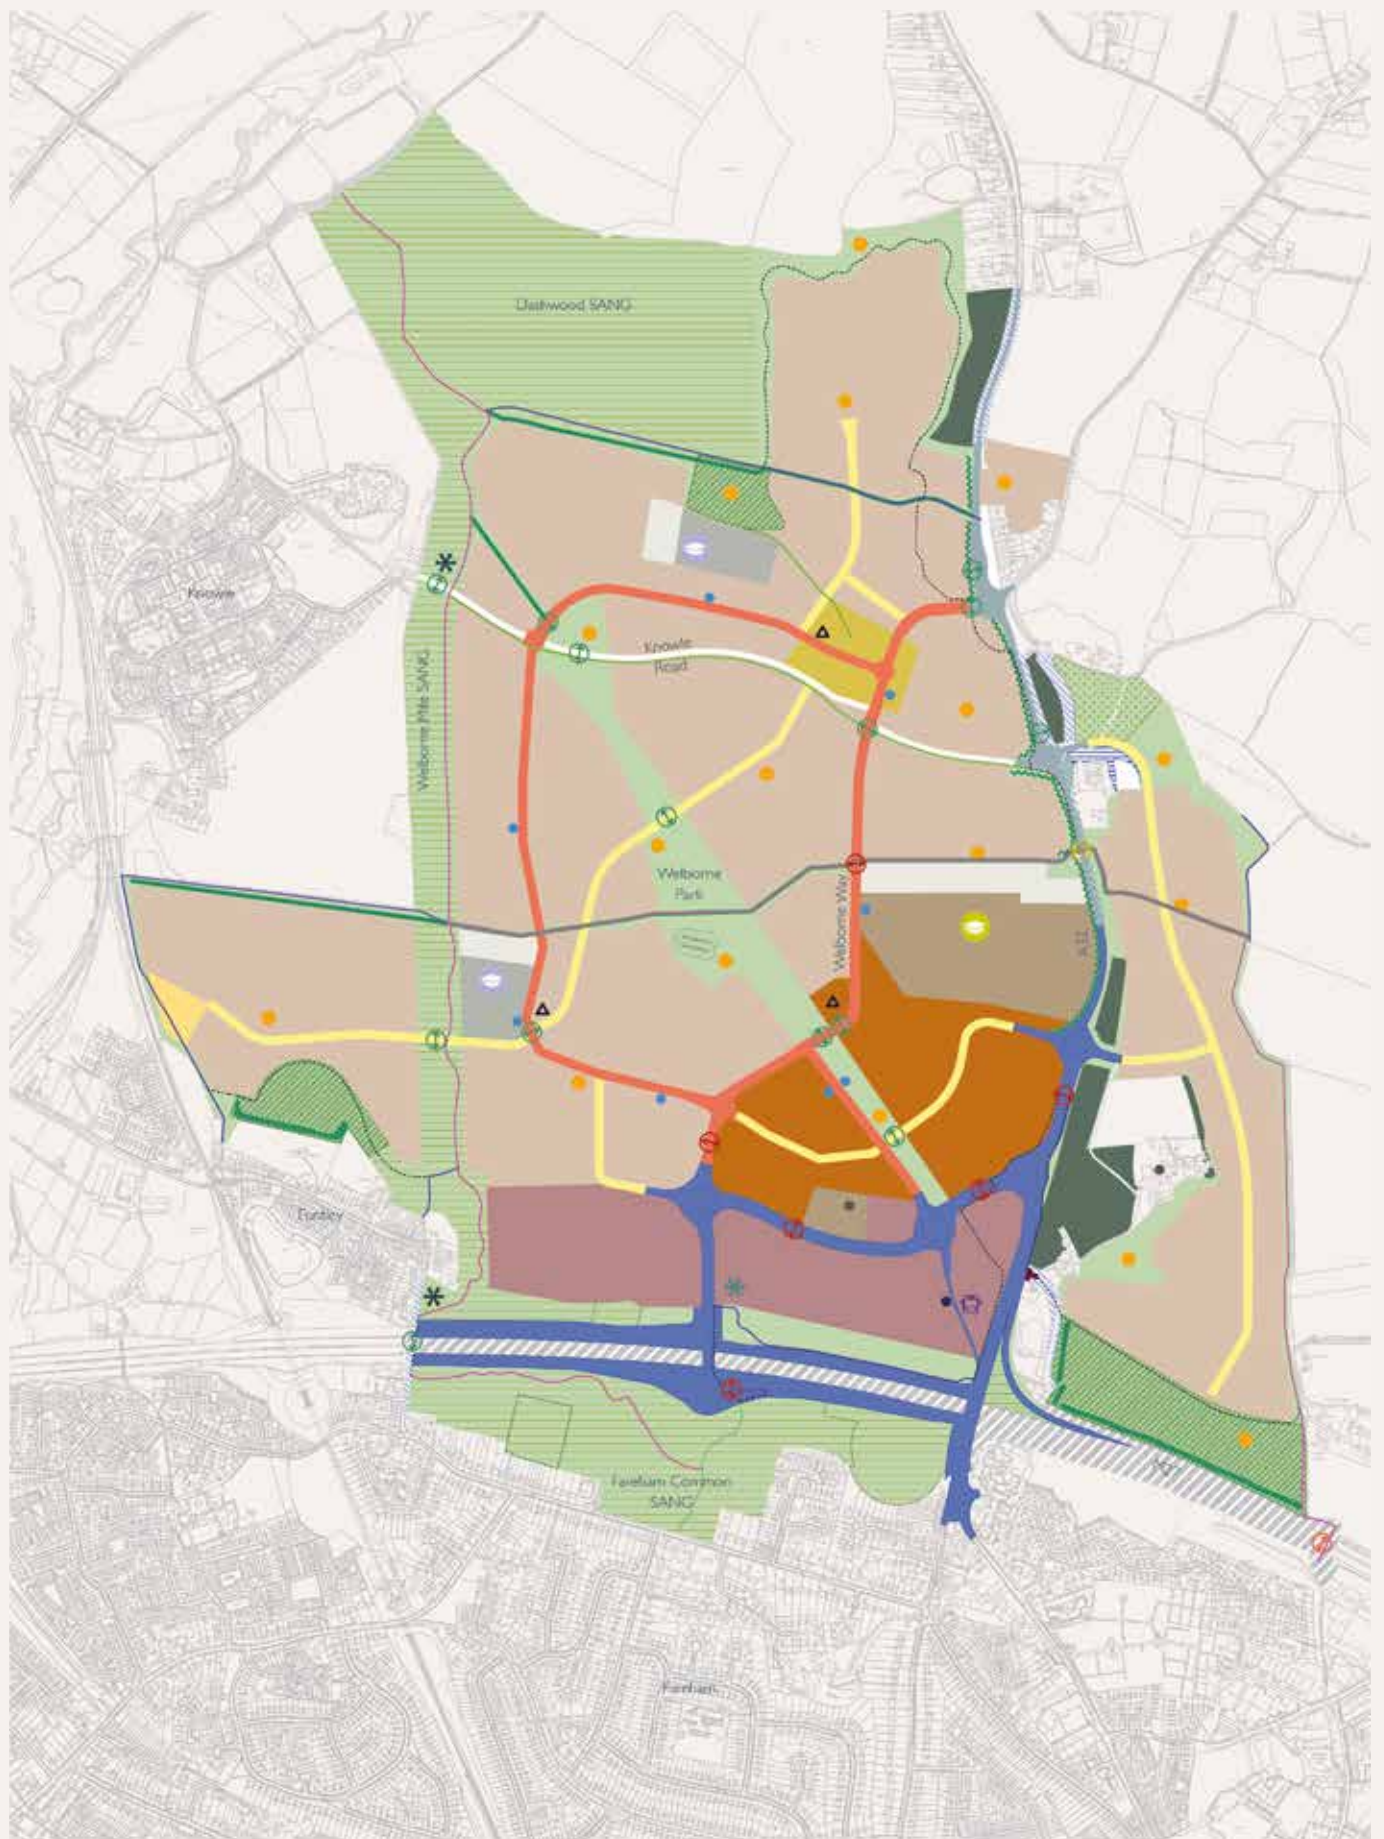 Dashwood SANG
Knowle
Knowle
Road
Welborne Mile SANG
Welborne
Park
Welborne Way
A32
Funtley
Fareham Common
SANG
Fareham